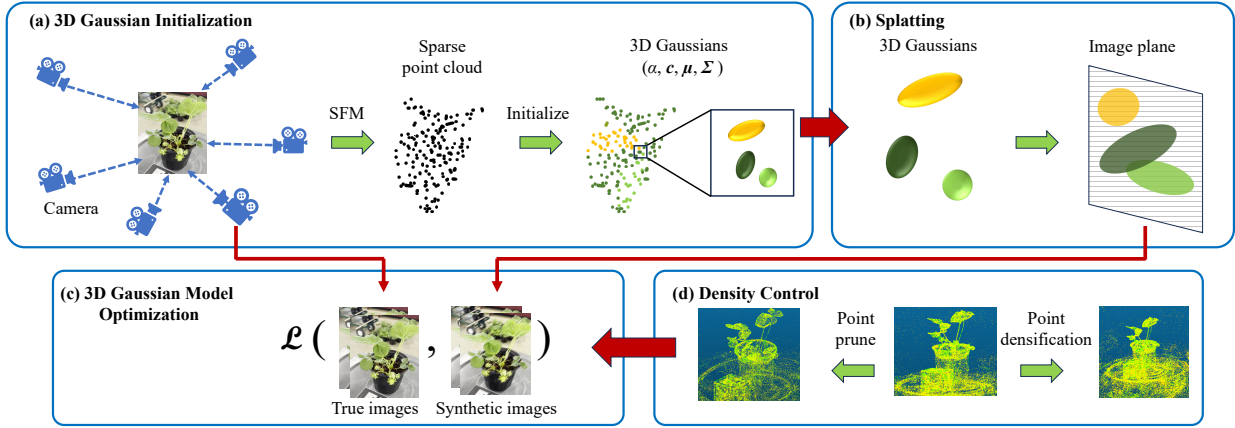 (a) 3D Gaussian Initialization
Camera
SFM
Sparse
point cloud
Initialize
3D Gaussians
(α, c, μ, Σ)
(b) Splatting
3D Gaussians
Image plane
(c) 3D Gaussian Model
Optimization
ℒ ( , )
True images
Synthetic images
(d) Density Control
Point
prune
Point
densification